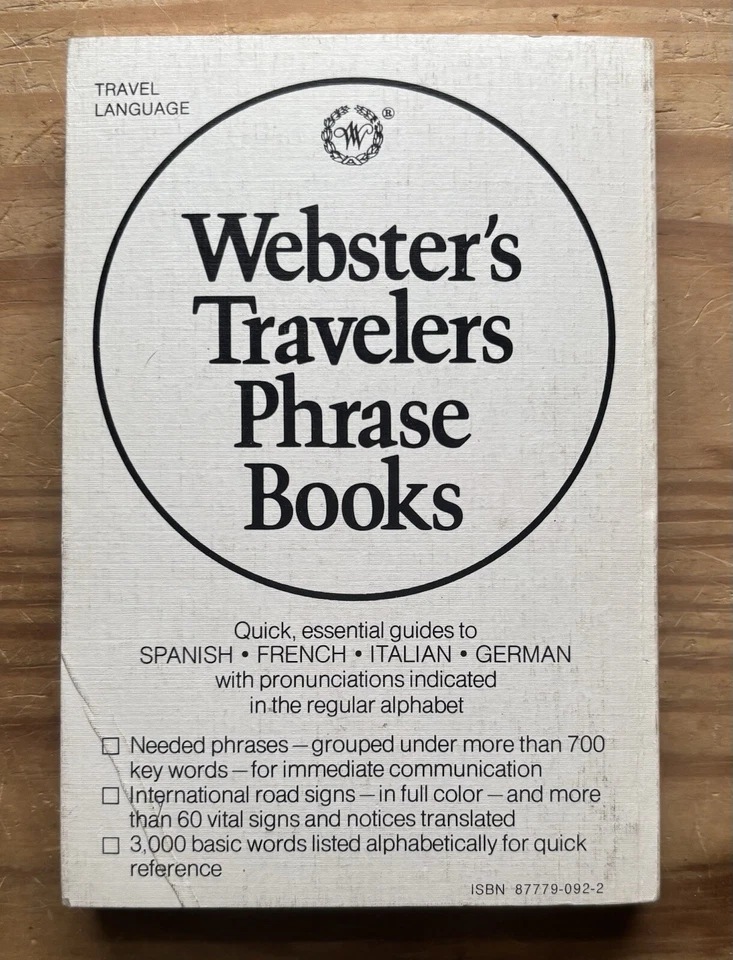 TRAVEL
LANGUAGE
W ®
Webster's
Travelers
Phrase
Books
Quick, essential guides to
SPANISH • FRENCH • ITALIAN • GERMAN
with pronunciations indicated
in the regular alphabet
☐ Needed phrases—grouped under more than 700
key words—for immediate communication
☐ International road signs—in full color—and more
than 60 vital signs and notices translated
☐ 3,000 basic words listed alphabetically for quick
reference
ISBN 87779-092-2